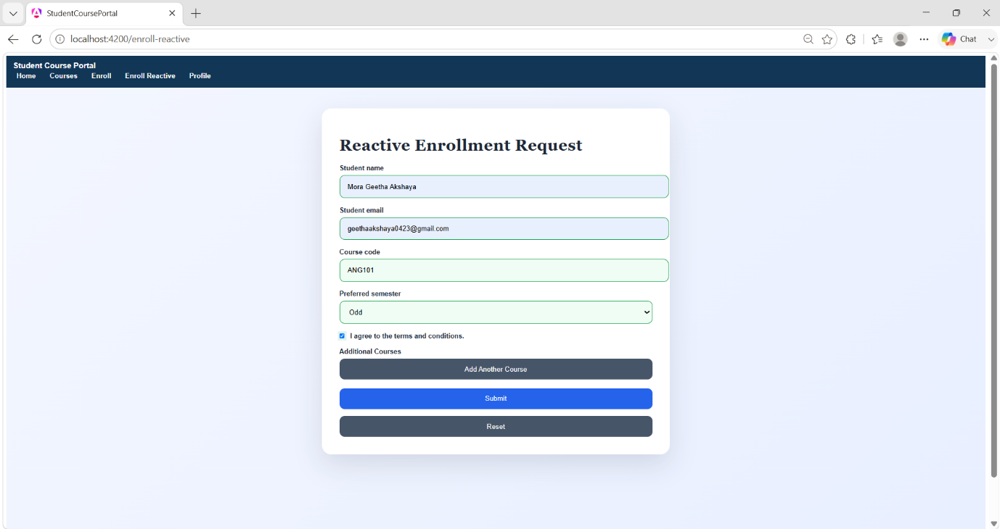 StudentCoursePortal
localhost:4200/enroll-reactive
Chat
Student Course Portal
Home Courses Enroll Enroll Reactive Profile
Reactive Enrollment Request
Student name
Mora Geetha Akshaya
Student email
geethaakshaya0423@gmail.com
Course code
ANG101
Preferred semester
Odd
I agree to the terms and conditions.
Additional Courses
Add Another Course
Submit
Reset